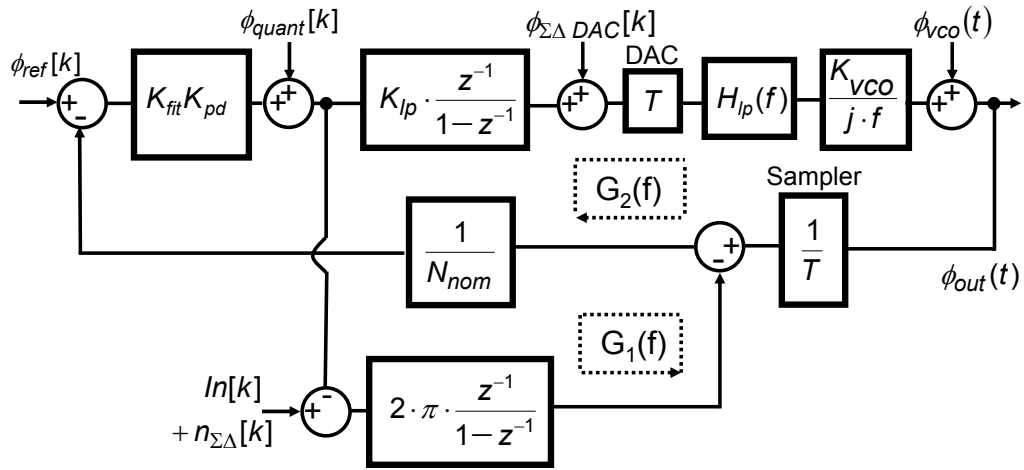 ϕquant[k]
ϕΣΔ DAC[k]
ϕvco(t)
DAC
ϕref[k]
+
-
Kfit Kpd
+ +
Klp · z⁻¹ / 1− z⁻¹
+ +
T
Hlp(f)
Kvco / j · f
+ +
G2(f)
Sampler
1 / Nnom
- +
1 / T
ϕout(t)
G1(f)
In[k]
+ nΣΔ[k]
+ -
2 · π · z⁻¹ / 1− z⁻¹